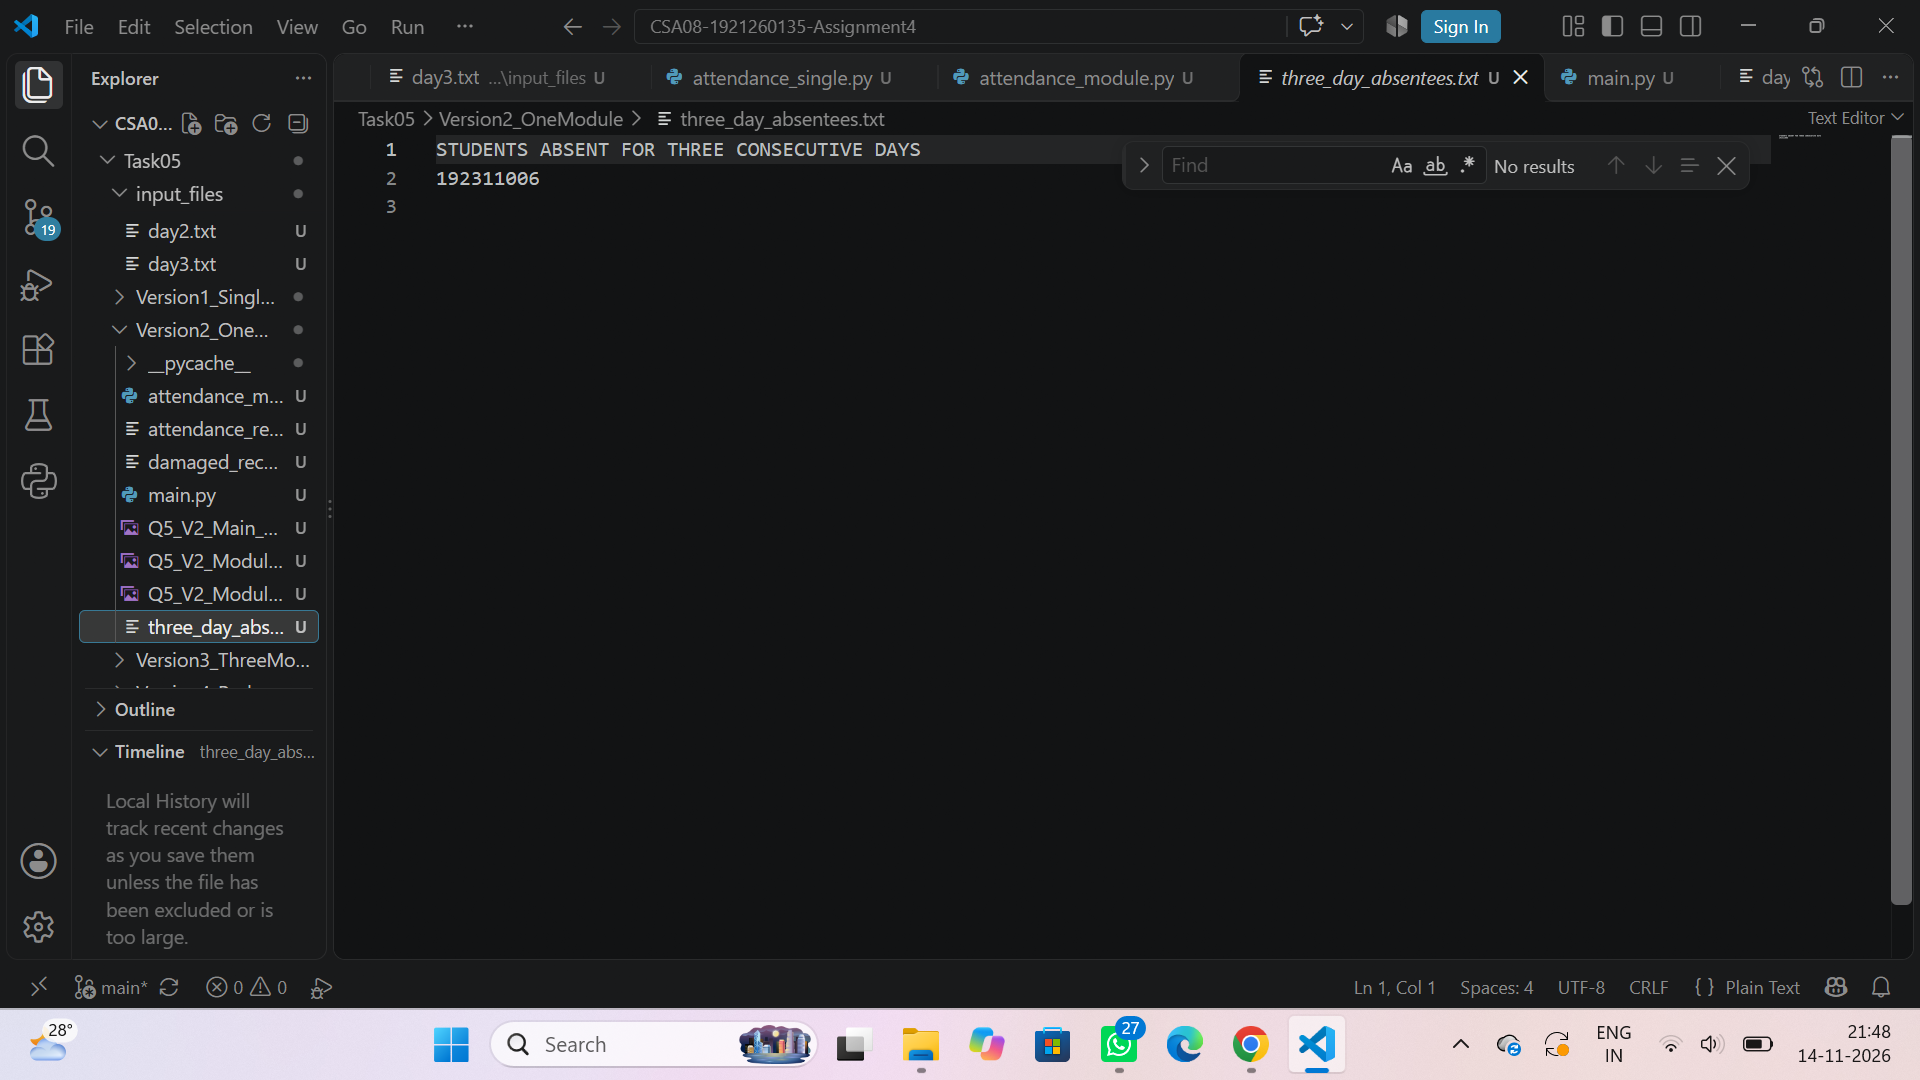 File Edit Selection View Go Run ···
CSA08-1921260135-Assignment4
Sign In
Explorer
CSA0...
Task05
input_files
day2.txt U
day3.txt U
Version1_Singl...
Version2_One...
__pycache__
attendance_m... U
attendance_re... U
damaged_rec... U
main.py U
Q5_V2_Main_... U
Q5_V2_Modul... U
Q5_V2_Modul... U
three_day_abs... U
Version3_ThreeMo...
Outline
Timeline three_day_abs...
Local History will
track recent changes
as you save them
unless the file has
been excluded or is
too large.
19
day3.txt ...\input_files U
attendance_single.py U
attendance_module.py U
three_day_absentees.txt U
main.py U
day
Task05 > Version2_OneModule > three_day_absentees.txt
Text Editor
1 STUDENTS ABSENT FOR THREE CONSECUTIVE DAYS
2 192311006
3
Find Aa ab .* No results
main* 0 0
Ln 1, Col 1 Spaces: 4 UTF-8 CRLF { } Plain Text
28°
Search
27
ENG
IN
21:48
14-11-2026